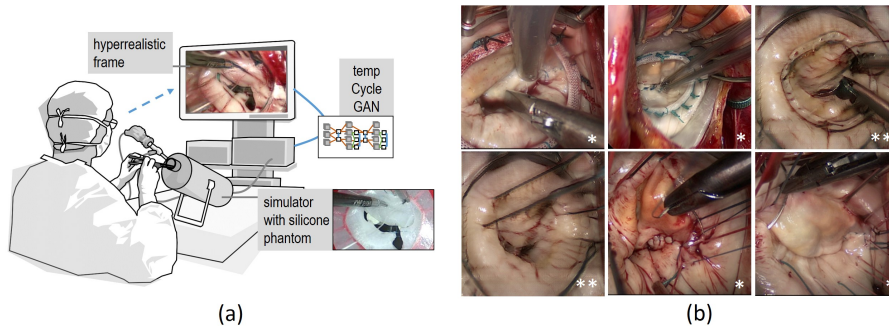 hyperrealistic
frame
temp
Cycle
GAN
simulator
with silicone
phantom
*
*
**
**
*
*
(a)
(b)